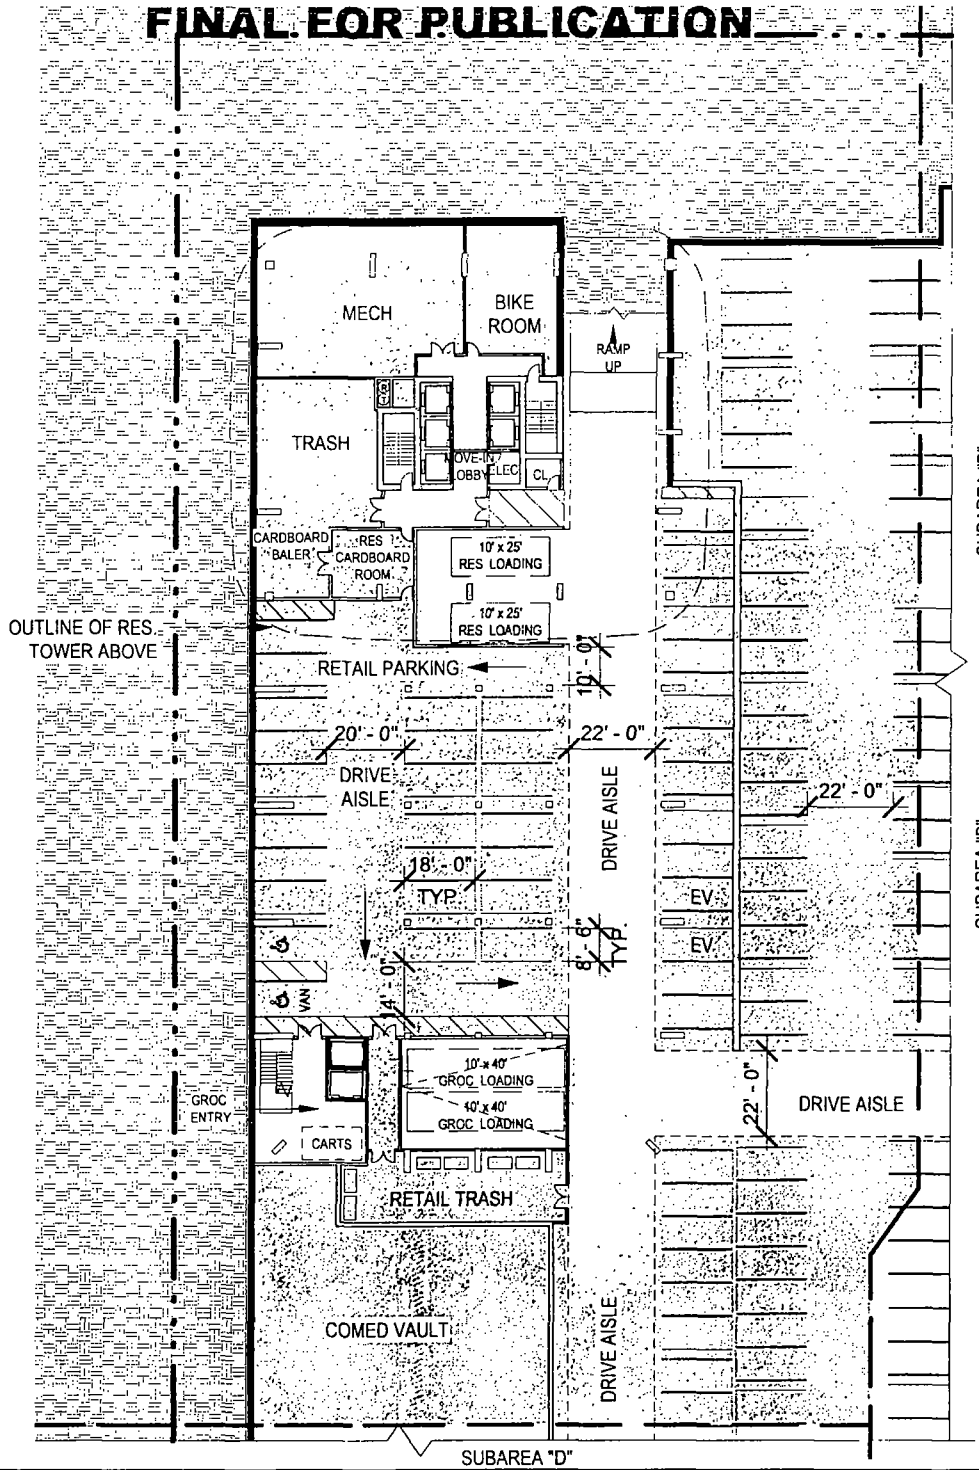 FINAL FOR PUBLICATION
MECH
BIKE
ROOM
RAMP
UP
TRASH
MOVE-IN
LOBBY
ELEC
CL
CARDBOARD
BALER
RES
CARDBOARD
ROOM
10' x 25'
RES LOADING
10' x 25'
RES LOADING
OUTLINE OF RES.
TOWER ABOVE
RETAIL PARKING
10' - 0"
20' - 0"
22' - 0"
DRIVE
AISLE
DRIVE AISLE
22' - 0"
18' - 0"
TYP
EV
EV
8' - 6"
TYP
14' - 0"
VAN
10' x 40'
GROC LOADING
10' x 40'
GROC LOADING
GROC
ENTRY
CARTS
22' - 0"
DRIVE AISLE
RETAIL TRASH
COMED VAULT
DRIVE AISLE
SUBAREA "D"